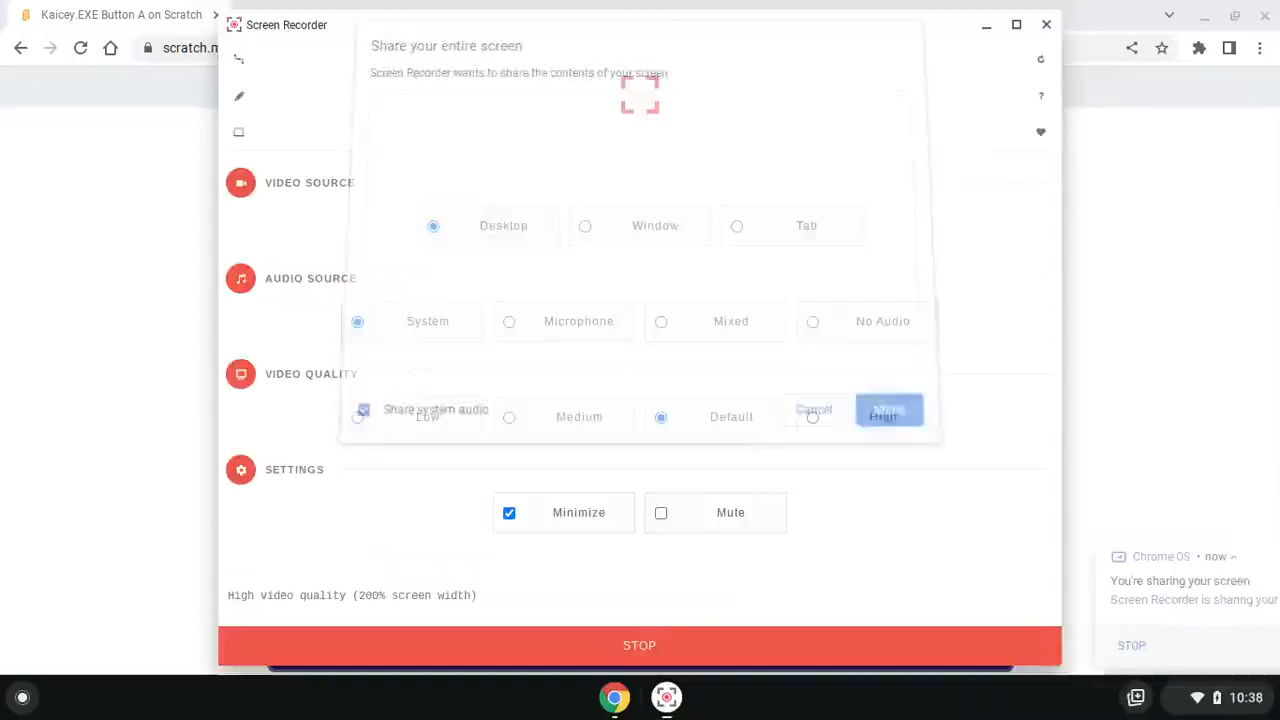 Kaicey.EXE Button A on Scratch
Screen Recorder
scratch.m
Share your entire screen
Screen Recorder wants to share the contents of your screen
?
VIDEO SOURCE
Desktop
Window
Tab
AUDIO SOURCE
System
Microphone
Mixed
No Audio
VIDEO QUALITY
Share system audio
Cancel
Low
Medium
Default
High
SETTINGS
Minimize
Mute
Chrome OS • now
You're sharing your screen
Screen Recorder is sharing your
STOP
High video quality (200% screen width)
STOP
10:38